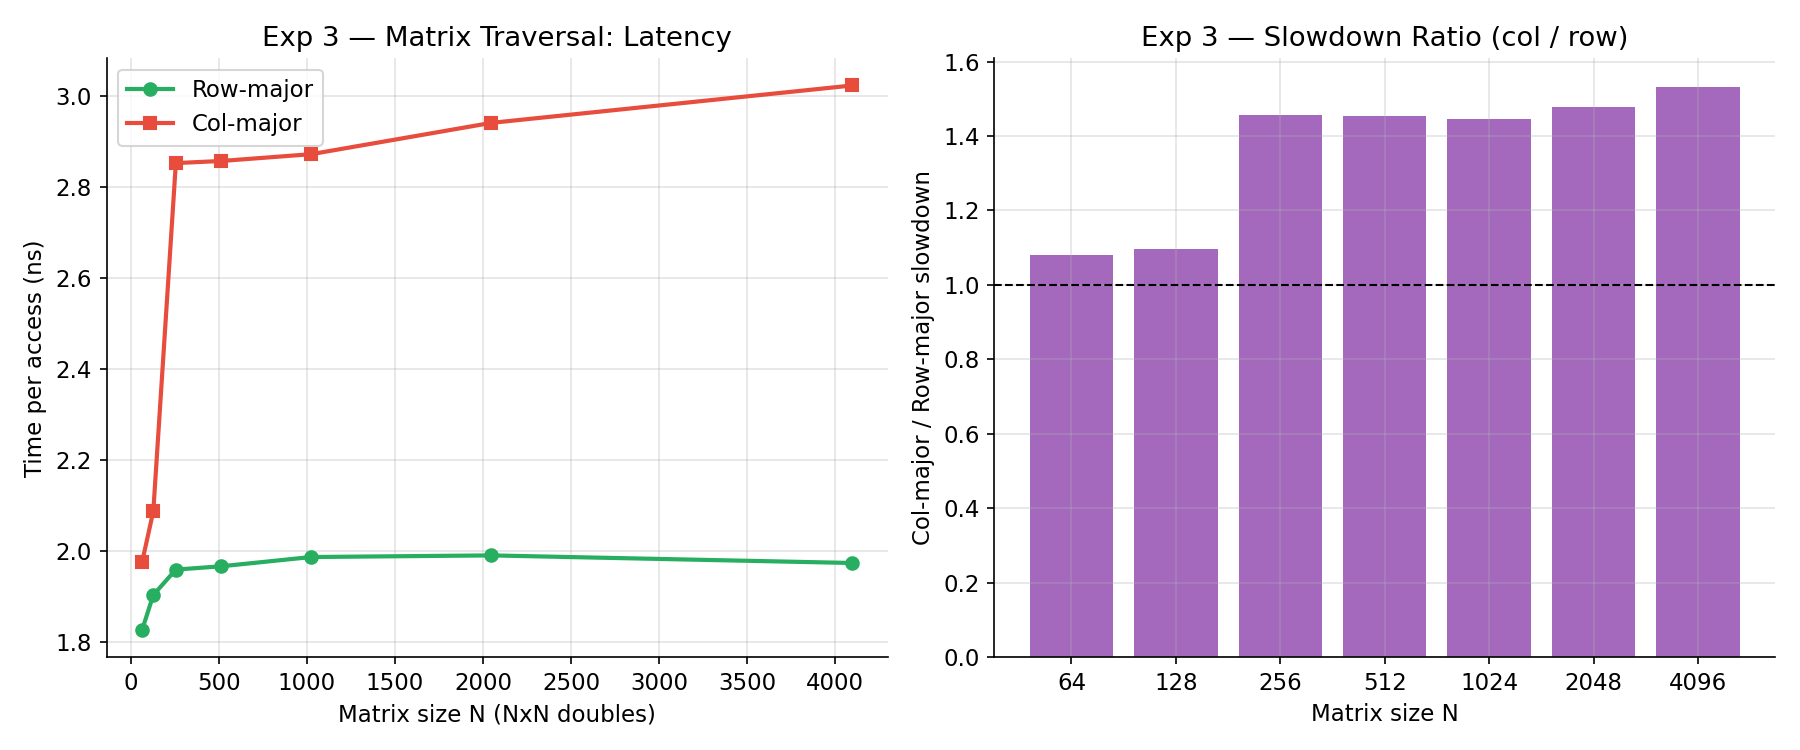 Exp 3 — Matrix Traversal: Latency
Row-major
Col-major
Time per access (ns)
3.0
2.8
2.6
2.4
2.2
2.0
1.8
0 500 1000 1500 2000 2500 3000 3500 4000
Matrix size N (NxN doubles)
Exp 3 — Slowdown Ratio (col / row)
Col-major / Row-major slowdown
1.6
1.4
1.2
1.0
0.8
0.6
0.4
0.2
0.0
64 128 256 512 1024 2048 4096
Matrix size N